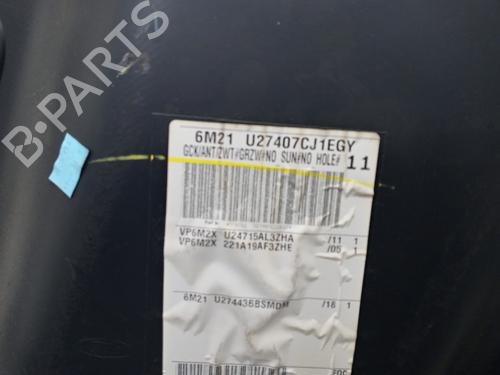 6M21 U27407CJ1EGY
GCK/ANT/ZWT#GRZW#NO SUN#NO HOLE# 11
VP6M2X U24715AL3ZHA /11 1
VP6M2X 221A19AF3ZHE /05 1
6M21 U27443GBSMDM /16 1
B-PARTS